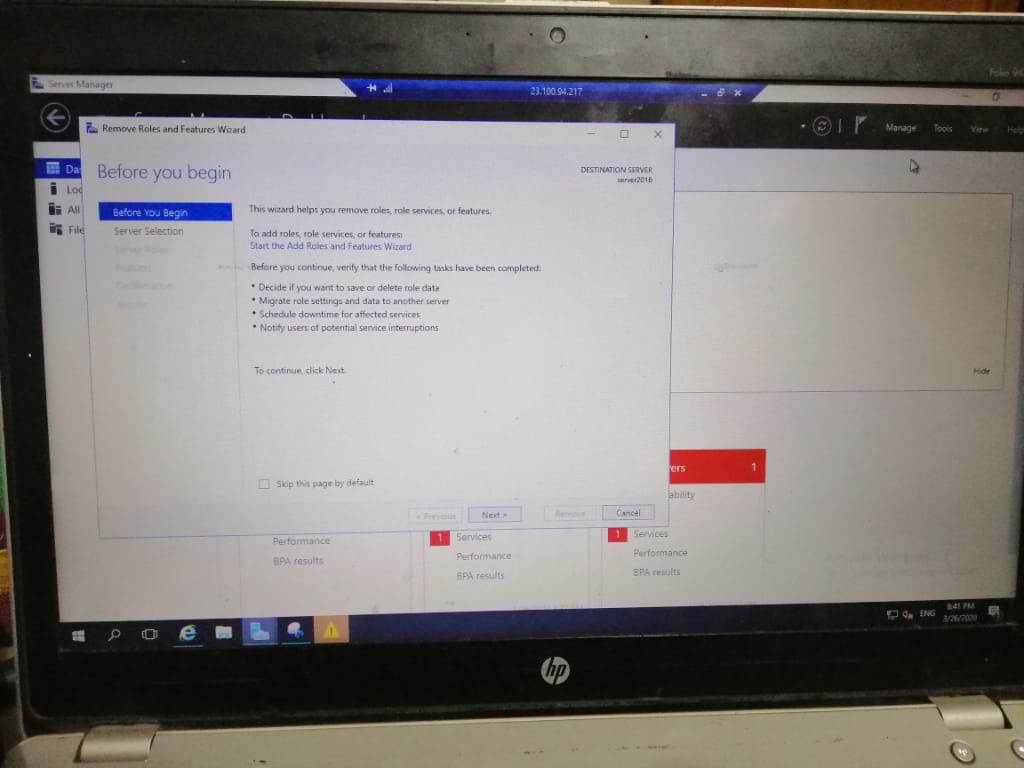 Server Manager
23.100.94.217
Manage
Tools
View
Help
Remove Roles and Features Wizard
Before you begin
DESTINATION SERVER
server2016
Before You Begin
Server Selection
Server Roles
Features
Confirmation
Results
This wizard helps you remove roles, role services, or features.
To add roles, role services, or features:
Start the Add Roles and Features Wizard
Before you continue, verify that the following tasks have been completed:
• Decide if you want to save or delete role data
• Migrate role settings and data to another server
• Schedule downtime for affected services
• Notify users of potential service interruptions
To continue, click Next.
Skip this page by default
< Previous
Next >
Remove
Cancel
Hide
1
Performance
BPA results
1 Services
Performance
BPA results
1 Services
Performance
BPA results
ENG
8:41 PM
3/26/2020
hp